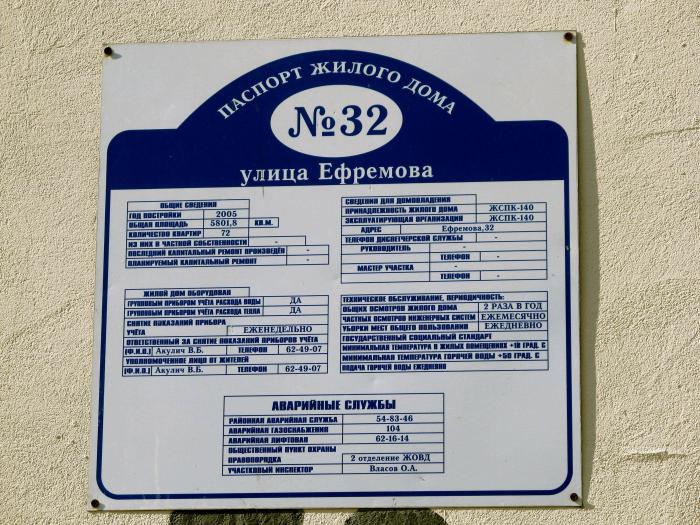 ПАСПОРТ ЖИЛОГО ДОМА
№32
улица Ефремова
ОБЩИЕ СВЕДЕНИЯ
ГОД ПОСТРОЙКИ 2005
ОБЩАЯ ПЛОЩАДЬ 5801,8 КВ.М.
КОЛИЧЕСТВО КВАРТИР 72
ИЗ НИХ В ЧАСТНОЙ СОБСТВЕННОСТИ -
ПОСЛЕДНИЙ КАПИТАЛЬНЫЙ РЕМОНТ ПРОИЗВЕДЁН -
ПЛАНИРУЕМЫЙ КАПИТАЛЬНЫЙ РЕМОНТ -
СВЕДЕНИЯ ДЛЯ ДОМОВЛАДЕНИЯ
ПРИНАДЛЕЖНОСТЬ ЖИЛОГО ДОМА ЖСПК-140
ЭКСПЛУАТИРУЮЩАЯ ОРГАНИЗАЦИЯ ЖСПК-140
АДРЕС Ефремова,32
ТЕЛЕФОН ДИСПЕТЧЕРСКОЙ СЛУЖБЫ -
РУКОВОДИТЕЛЬ -
ТЕЛЕФОН -
МАСТЕР УЧАСТКА -
ТЕЛЕФОН -
ЖИЛОЙ ДОМ ОБОРУДОВАН
ГРУППОВЫМ ПРИБОРОМ УЧЁТА РАСХОДА ВОДЫ ДА
ГРУППОВЫМ ПРИБОРОМ УЧЁТА РАСХОДА ТЕПЛА ДА
СНЯТИЕ ПОКАЗАНИЙ ПРИБОРА
УЧЁТА ЕЖЕНЕДЕЛЬНО
ОТВЕТСТВЕННЫЙ ЗА СНЯТИЕ ПОКАЗАНИЙ ПРИБОРОВ УЧЁТА
(Ф.И.О.) Акулич В.Б. ТЕЛЕФОН 62-49-07
УПОЛНОМОЧЕННОЕ ЛИЦО ОТ ЖИТЕЛЕЙ
(Ф.И.О.) Акулич В.Б. ТЕЛЕФОН 62-49-07
ТЕХНИЧЕСКОЕ ОБСЛУЖИВАНИЕ, ПЕРИОДИЧНОСТЬ:
ОБЩИХ ОСМОТРОВ ЖИЛОГО ДОМА 2 РАЗА В ГОД
ЧАСТНЫХ ОСМОТРОВ ИНЖЕНЕРНЫХ СИСТЕМ ЕЖЕМЕСЯЧНО
УБОРКИ МЕСТ ОБЩЕГО ПОЛЬЗОВАНИЯ ЕЖЕДНЕВНО
ГОСУДАРСТВЕННЫЙ СОЦИАЛЬНЫЙ СТАНДАРТ
МИНИМАЛЬНАЯ ТЕМПЕРАТУРА В ЖИЛЫХ ПОМЕЩЕНИЯХ +18 ГРАД. С
МИНИМАЛЬНАЯ ТЕМПЕРАТУРА ГОРЯЧЕЙ ВОДЫ +50 ГРАД. С
ПОДАЧА ГОРЯЧЕЙ ВОДЫ ЕЖЕДНЕВНО
АВАРИЙНЫЕ СЛУЖБЫ
РАЙОННАЯ АВАРИЙНАЯ СЛУЖБА 54-83-46
АВАРИЙНАЯ ГАЗОСНАБЖЕНИЯ 104
АВАРИЙНАЯ ЛИФТОВАЯ 62-16-14
ОБЩЕСТВЕННЫЙ ПУНКТ ОХРАНЫ
ПРАВОПОРЯДКА 2 отделение ЖОВД
УЧАСТКОВЫЙ ИНСПЕКТОР Власов О.А.